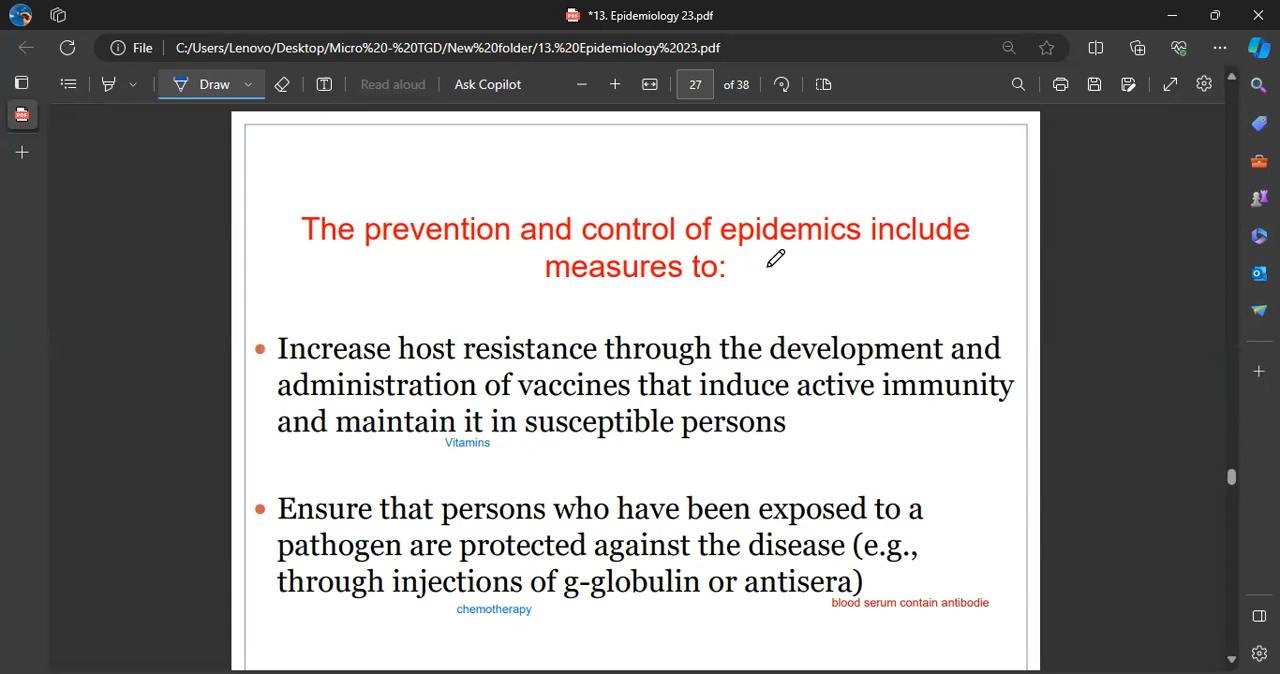 *13. Epidemiology 23.pdf
File
C:/Users/Lenovo/Desktop/Micro%20-%20TGD/New%20folder/13.%20Epidemiology%2023.pdf
Draw
Read aloud
Ask Copilot
27 of 38
The prevention and control of epidemics include
measures to:
Increase host resistance through the development and
administration of vaccines that induce active immunity
and maintain it in susceptible persons
Vitamins
Ensure that persons who have been exposed to a
pathogen are protected against the disease (e.g.,
through injections of g-globulin or antisera)
blood serum contain antibodie
chemotherapy